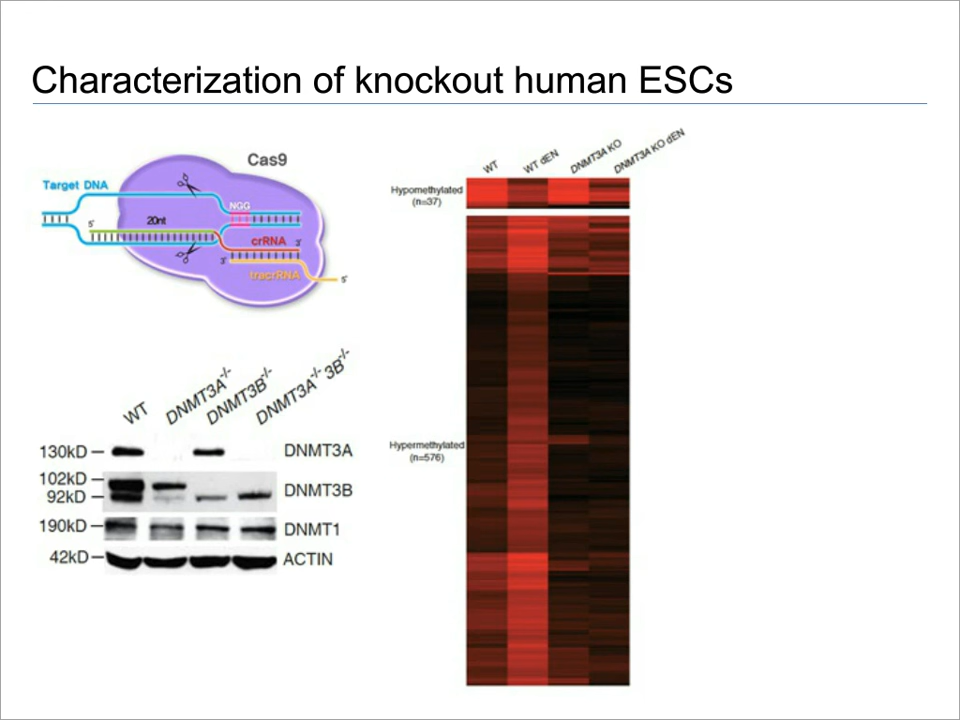 Characterization of knockout human ESCs
Cas9
Target DNA
NGG
20nt
5'
crRNA 3'
3'
tracrRNA
5'
WT
DNMT3A-/-
DNMT3B-/-
DNMT3A-/- 3B-/-
130kD DNMT3A
102kD
92kD DNMT3B
190kD DNMT1
42kD ACTIN
WT
WT dEN
DNMT3A KO
DNMT3A KO dEN
Hypomethylated
(n=37)
Hypermethylated
(n=576)